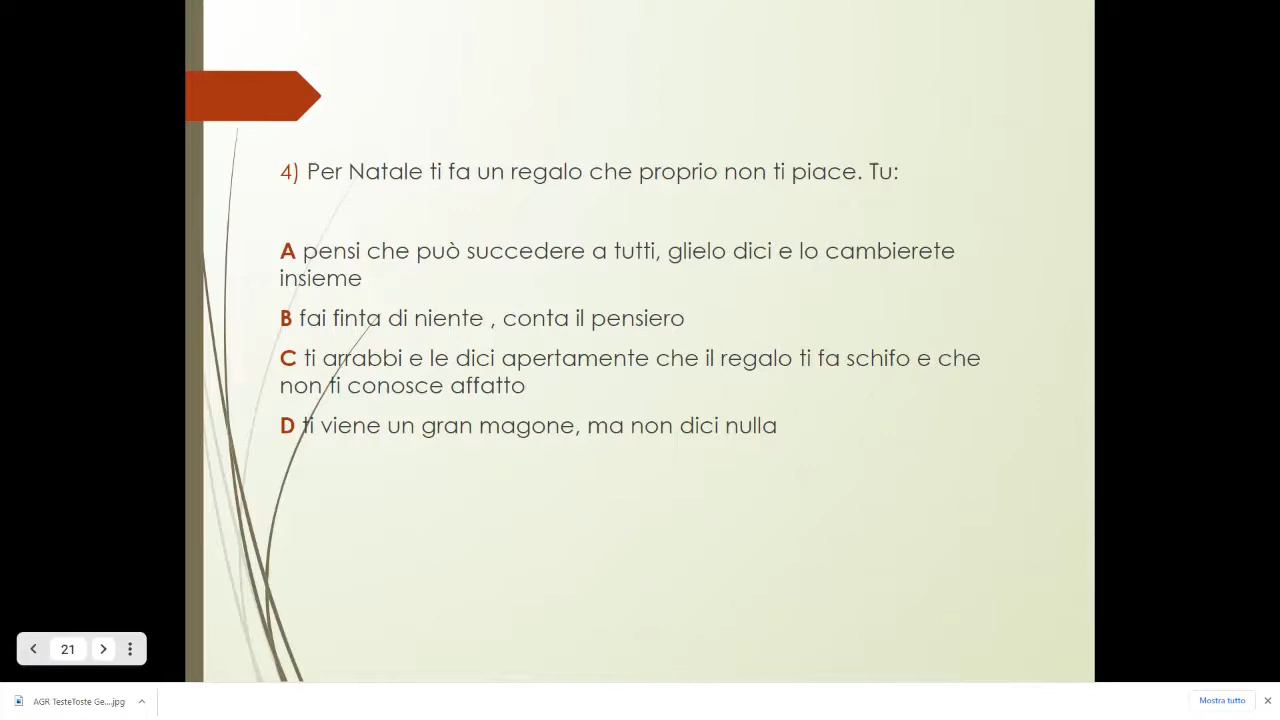 4) Per Natale ti fa un regalo che proprio non ti piace. Tu:
A pensi che può succedere a tutti, glielo dici e lo cambierete
insieme
B fai finta di niente , conta il pensiero
C ti arrabbi e le dici apertamente che il regalo ti fa schifo e che
non ti conosce affatto
D ti viene un gran magone, ma non dici nulla
21
AGR TesteToste Ge....jpg
Mostra tutto